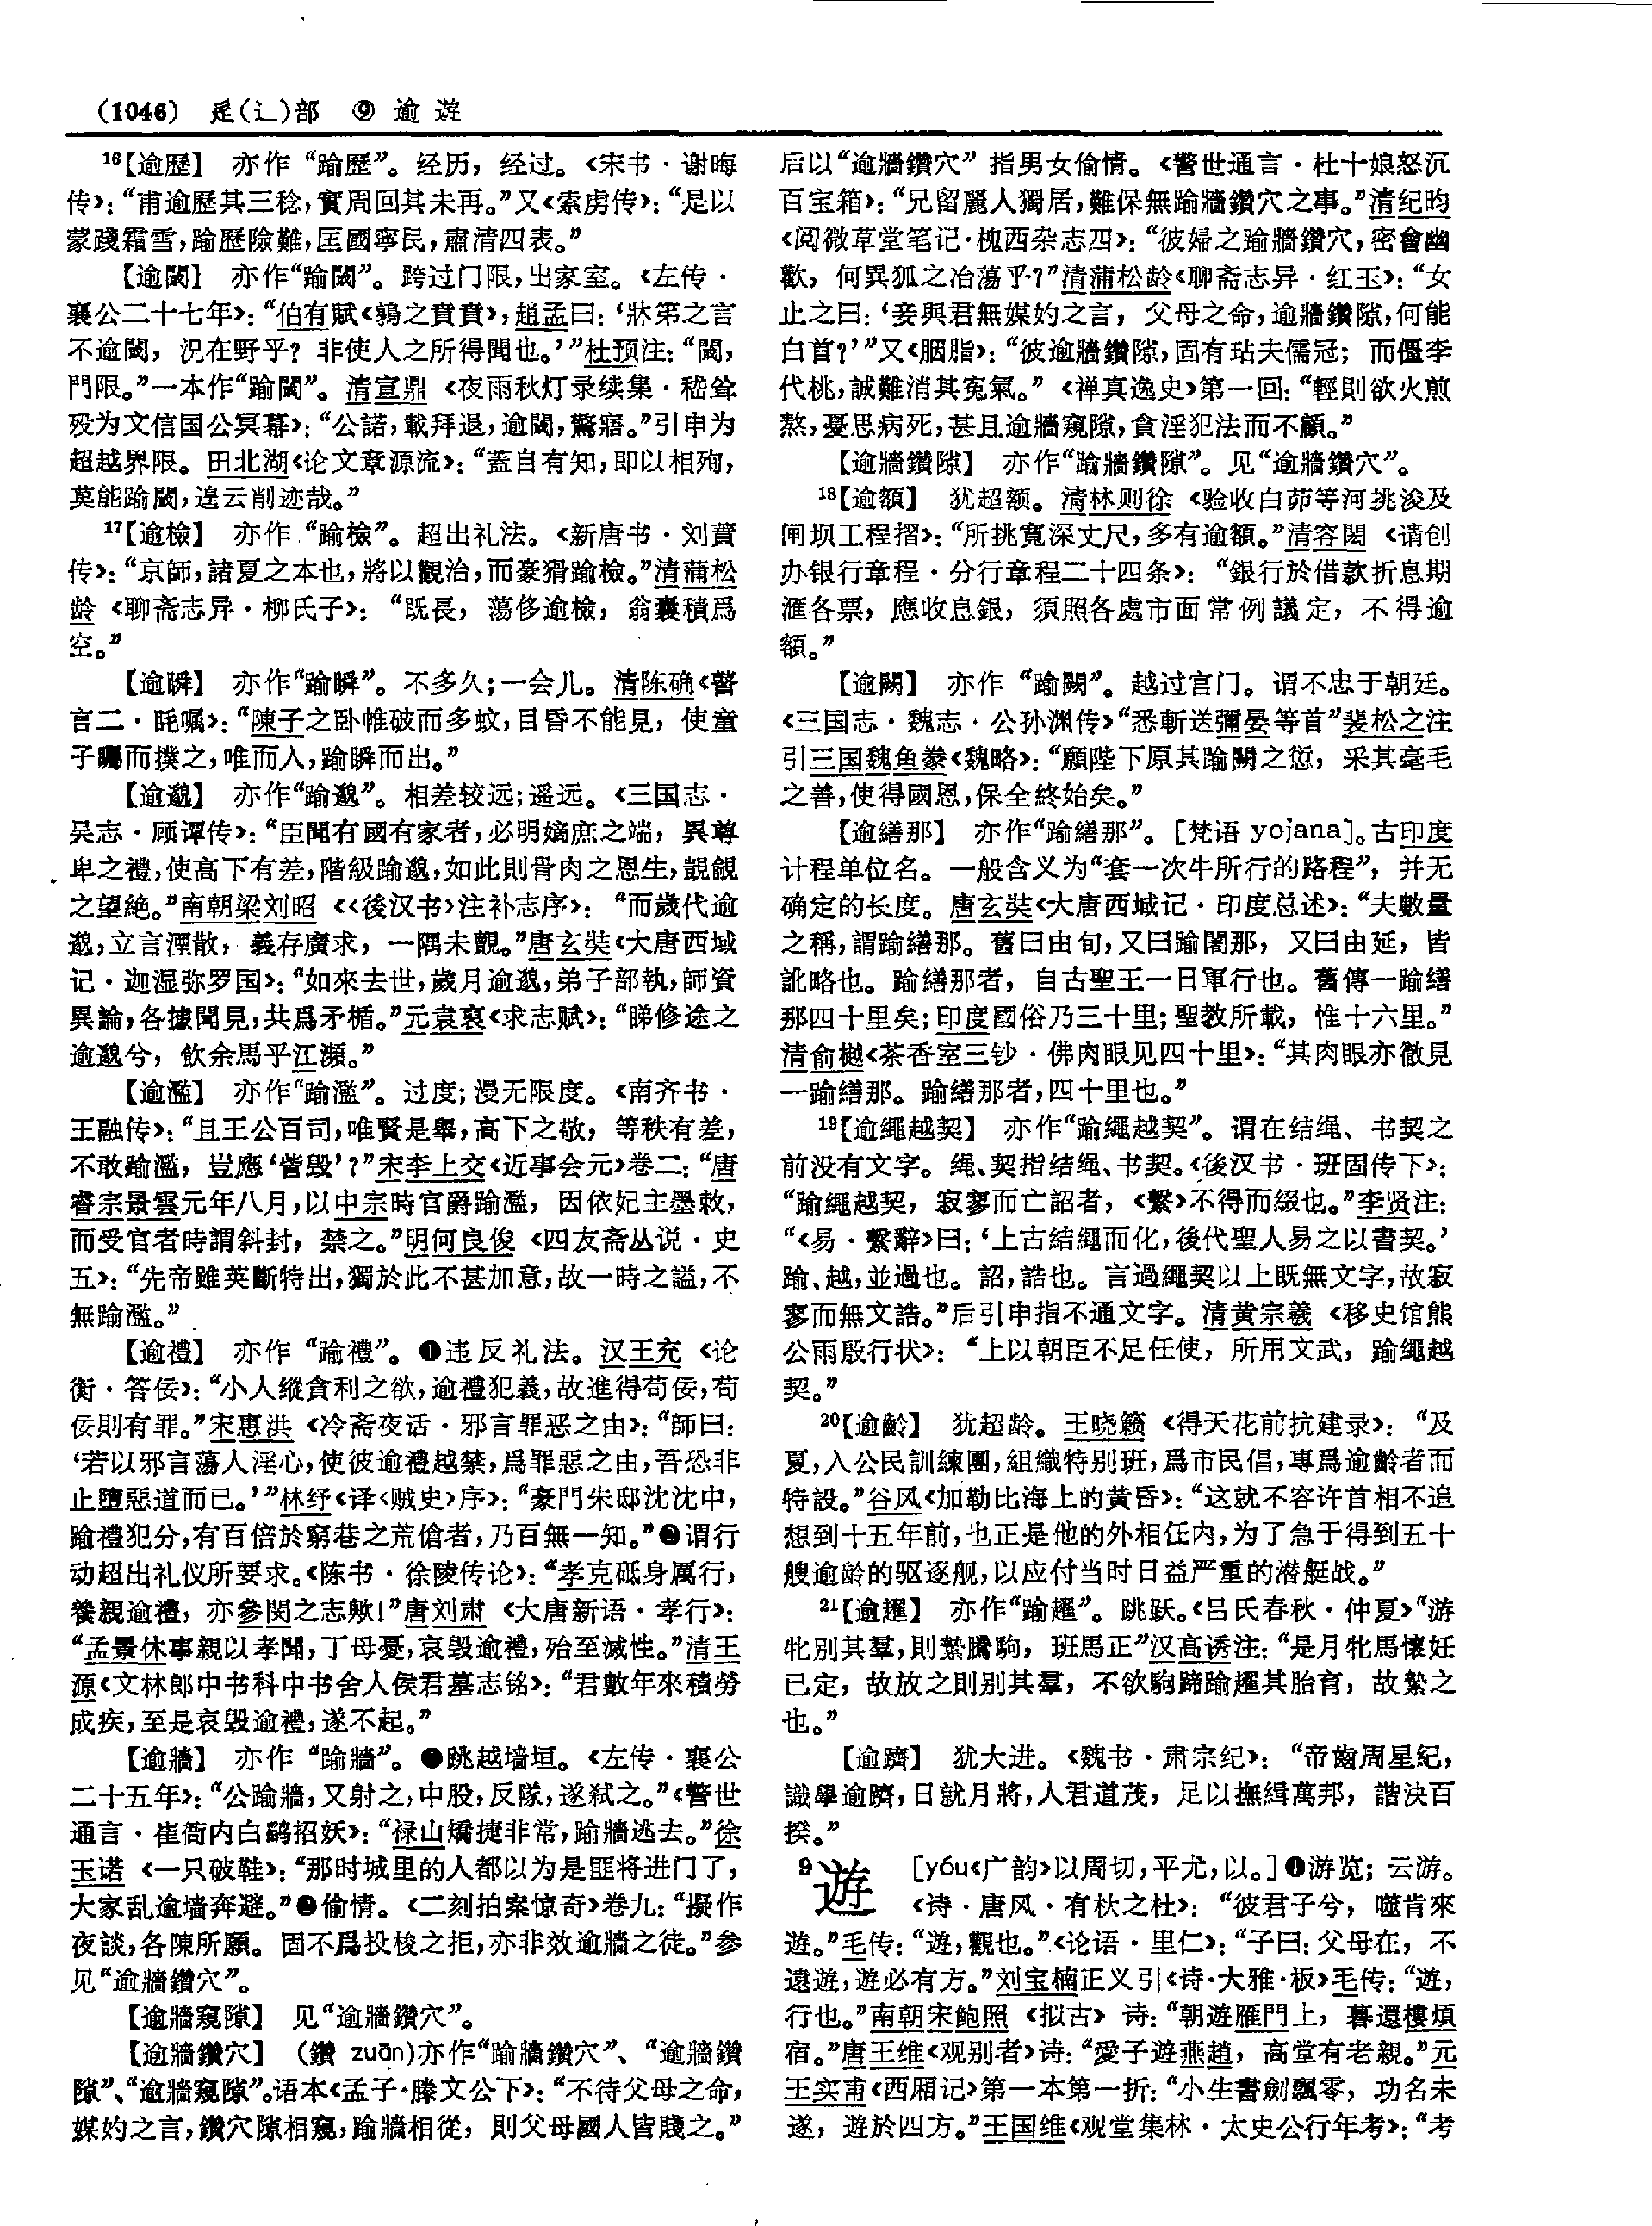 (1046) 辵(辶)部 ⑨ 逾 遊
¹⁶【逾歷】 亦作“踰歷”。经历，经过。《宋书·谢晦
传》：“甫逾歷其三稔，實周回其未再。”又《索虏传》：“是以
蒙踐霜雪，踰歷險難，匡國寧民，肅清四表。”
【逾閾】 亦作“踰閾”。跨过门限，出家室。《左传·
襄公二十七年》：“伯有賦《鶉之賁賁》，趙孟曰：‘牀笫之言
不逾閾，況在野乎？非使人之所得聞也。’”杜预注：“閾，
門限。”一本作“踰閾”。清宣鼎《夜雨秋灯录续集·嵇耸
殁为文信国公冥幕》：“公諾，載拜退，逾閾，驚寤。”引申为
超越界限。田北湖《论文章源流》：“蓋自有知，即以相殉，
莫能踰閾，遑云削迹哉。”
¹⁷【逾檢】 亦作“踰檢”。超出礼法。《新唐书·刘蕡
传》：“京師，諸夏之本也，將以觀治，而豪猾踰檢。”清蒲松
龄《聊斋志异·柳氏子》：“既長，蕩侈逾檢，翁囊積爲
空。”
【逾瞬】 亦作“踰瞬”。不多久；一会儿。清陈确《瞽
言二·眊嘱》：“陳子之卧帷破而多蚊，目昏不能見，使童
子矚而撲之，唯而入，踰瞬而出。”
【逾邈】 亦作“踰邈”。相差较远；遥远。《三国志·
吴志·顾谭传》：“臣聞有國有家者，必明嫡庶之端，異尊
卑之禮，使高下有差，階級踰邈，如此則骨肉之恩生，覬覦
之望絶。”南朝梁刘昭《〈後汉书〉注补志序》：“而歲代逾
邈，立言湮散，義存廣求，一隅未覿。”唐玄奘《大唐西域
记·迦湿弥罗国》：“如來去世，歲月逾邈，弟子部執，師資
異論，各據聞見，共爲矛楯。”元袁裒《求志赋》：“睇修途之
逾邈兮，飲余馬乎江瀕。”
【逾濫】 亦作“踰濫”。过度；漫无限度。《南齐书·
王融传》：“且王公百司，唯賢是舉，高下之敬，等秩有差，
不敢踰濫，豈應‘訾毁’？”宋李上交《近事会元》卷二：“唐
睿宗景雲元年八月，以中宗時官爵踰濫，因依妃主墨敕，
而受官者時謂斜封，禁之。”明何良俊《四友斋丛说·史
五》：“先帝雖英斷特出，獨於此不甚加意，故一時之謚，不
無踰濫。”
【逾禮】 亦作“踰禮”。❶违反礼法。汉王充《论
衡·答佞》：“小人縱貪利之欲，逾禮犯義，故進得苟佞，苟
佞則有罪。”宋惠洪《冷斋夜话·邪言罪恶之由》：“師曰：
‘若以邪言蕩人淫心，使彼逾禮越禁，爲罪惡之由，吾恐非
止墮惡道而已。’”林纾《译〈贼史〉序》：“豪門朱邸沈沈中，
踰禮犯分，有百倍於窮巷之荒傖者，乃百無一知。”❷谓行
动超出礼仪所要求。《陈书·徐陵传论》：“孝克砥身厲行，
養親逾禮，亦參閔之志歟！”唐刘肃《大唐新语·孝行》：
“孟景休事親以孝聞，丁母憂，哀毁逾禮，殆至滅性。”清王
源《文林郎中书科中书舍人侯君墓志铭》：“君數年來積勞
成疾，至是哀毁逾禮，遂不起。”
【逾牆】 亦作“踰牆”。❶跳越墙垣。《左传·襄公
二十五年》：“公踰牆，又射之，中股，反隊，遂弑之。”《警世
通言·崔衙内白鹞招妖》：“禄山矯捷非常，踰牆逃去。”徐
玉诺《一只破鞋》：“那时城里的人都以为是匪将进门了，
大家乱逾墙奔避。”❷偷情。《二刻拍案惊奇》卷九：“擬作
夜談，各陳所願。固不爲投梭之拒，亦非效逾牆之徒。”参
见“逾牆鑽穴”。
【逾牆窺隙】 见“逾牆鑽穴”。
【逾牆鑽穴】 (鑽 zuān)亦作“踰牆鑽穴”、“逾牆鑽
隙”、“逾牆窺隙”。语本《孟子·滕文公下》：“不待父母之命，
媒妁之言，鑽穴隙相窺，踰牆相從，則父母國人皆賤之。”
后以“逾牆鑽穴”指男女偷情。《警世通言·杜十娘怒沉
百宝箱》：“兄留麗人獨居，難保無踰牆鑽穴之事。”清纪昀
《阅微草堂笔记·槐西杂志四》：“彼婦之踰牆鑽穴，密會幽
歡，何異狐之冶蕩乎？”清蒲松龄《聊斋志异·红玉》：“女
止之曰：‘妾與君無媒妁之言，父母之命，逾牆鑽隙，何能
白首？’”又《胭脂》：“彼逾牆鑽隙，固有玷夫儒冠；而僵李
代桃，誠難消其冤氣。”《禅真逸史》第一回：“輕則欲火煎
熬，憂思病死，甚且逾牆窺隙，貪淫犯法而不顧。”
【逾牆鑽隙】 亦作“踰牆鑽隙”。见“逾牆鑽穴”。
¹⁸【逾額】 犹超额。清林则徐《验收白茆等河挑浚及
闸坝工程摺》：“所挑寬深丈尺，多有逾額。”清容闳《请创
办银行章程·分行章程二十四条》：“銀行於借款折息期
滙各票，應收息銀，須照各處市面常例議定，不得逾
額。”
【逾闕】 亦作“踰闕”。越过宫门。谓不忠于朝廷。
《三国志·魏志·公孙渊传》“悉斬送彌晏等首”裴松之注
引三国魏鱼豢《魏略》：“願陛下原其踰闕之愆，采其毫毛
之善，使得國恩，保全終始矣。”
【逾繕那】 亦作“踰繕那”。[梵语 yojana]。古印度
计程单位名。一般含义为“套一次牛所行的路程”，并无
确定的长度。唐玄奘《大唐西域记·印度总述》：“夫數量
之稱，謂踰繕那。舊曰由旬，又曰踰闍那，又曰由延，皆
訛略也。踰繕那者，自古聖王一日軍行也。舊傳一踰繕
那四十里矣；印度國俗乃三十里；聖教所載，惟十六里。”
清俞樾《茶香室三钞·佛肉眼见四十里》：“其肉眼亦徹見
一踰繕那。踰繕那者，四十里也。”
¹⁹【逾繩越契】 亦作“踰繩越契”。谓在结绳、书契之
前没有文字。绳、契指结绳、书契。《後汉书·班固传下》：
“踰繩越契，寂寥而亡詔者，《繫》不得而綴也。”李贤注：
“《易·繫辭》曰：‘上古結繩而化，後代聖人易之以書契。’
踰、越，並過也。詔，誥也。言過繩契以上既無文字，故寂
寥而無文誥。”后引申指不通文字。清黄宗羲《移史馆熊
公雨殷行状》：“上以朝臣不足任使，所用文武，踰繩越
契。”
²⁰【逾齡】 犹超龄。王晓籁《得天花前抗建录》：“及
夏，入公民訓練團，組織特别班，爲市民倡，專爲逾齡者而
特設。”谷风《加勒比海上的黄昏》：“这就不容许首相不追
想到十五年前，也正是他的外相任内，为了急于得到五十
艘逾龄的驱逐舰，以应付当时日益严重的潜艇战。”
²¹【逾趯】 亦作“踰趯”。跳跃。《吕氏春秋·仲夏》“游
牝别其羣，則縶騰駒，班馬正”汉高诱注：“是月牝馬懷妊
已定，故放之則别其羣，不欲駒蹄踰趯其胎育，故縶之
也。”
【逾躋】 犹大进。《魏书·肃宗纪》：“帝齒周星紀，
識學逾躋，日就月將，人君道茂，足以撫緝萬邦，諧決百
揆。”
⁹遊 [yóu《广韵》以周切，平尤，以。]❶游览；云游。
《诗·唐风·有杕之杜》：“彼君子兮，噬肯來
遊。”毛传：“遊，觀也。”《论语·里仁》：“子曰：父母在，不
遠遊，遊必有方。”刘宝楠正义引《诗·大雅·板》毛传：“遊，
行也。”南朝宋鲍照《拟古》诗：“朝遊雁門上，暮還樓煩
宿。”唐王维《观别者》诗：“愛子遊燕趙，高堂有老親。”元
王实甫《西厢记》第一本第一折：“小生書劍飄零，功名未
遂，遊於四方。”王国维《观堂集林·太史公行年考》：“考